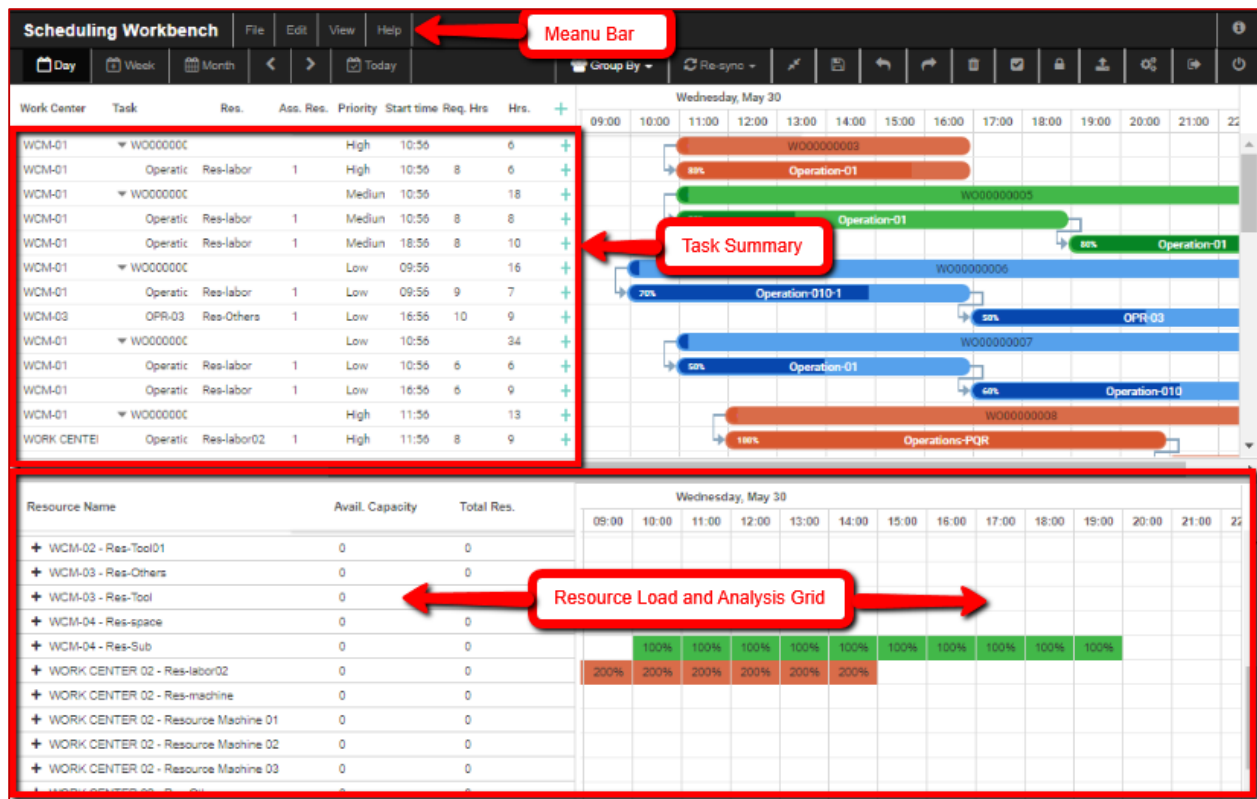 Scheduling Workbench File Edit View Help Meanu Bar
Day Week Month Today Group By Re-sync
Work Center Task Res. Ass. Res. Priority Start time Req. Hrs Hrs. +
Wednesday, May 30
09:00 10:00 11:00 12:00 13:00 14:00 15:00 16:00 17:00 18:00 19:00 20:00 21:00 22
WCM-01 WO00000C High 10:56 6 + WO000000003
WCM-01 Operatic Res-labor 1 High 10:56 8 6 + 80% Operation-01
WCM-01 WO00000C Mediun 10:56 18 + WO00000005
WCM-01 Operatic Res-labor 1 Mediun 10:56 8 8 + Operation-01
WCM-01 Operatic Res-labor 1 Mediun 18:56 8 10 + Task Summary 80% Operation-01
WCM-01 WO00000C Low 09:56 16 + WO00000006
WCM-01 Operatic Res-labor 1 Low 09:56 9 7 + 70% Operation-010-1
WCM-03 OPR-03 Res-Others 1 Low 16:56 10 9 + 50% OPR-03
WCM-01 WO00000C Low 10:56 34 + WO000000007
WCM-01 Operatic Res-labor 1 Low 10:56 6 6 + 50% Operation-01
WCM-01 Operatic Res-labor 1 Low 16:56 6 9 + 60% Operation-010
WCM-01 WO00000C High 11:56 13 + WO000000008
WORK CENTEI Operatic Res-labor02 1 High 11:56 8 9 + 100% Operations-PQR
Resource Name Avail. Capacity Total Res.
Wednesday, May 30
09:00 10:00 11:00 12:00 13:00 14:00 15:00 16:00 17:00 18:00 19:00 20:00 21:00 22
+ WCM-02 - Res-Tool01 0 0
+ WCM-03 - Res-Others 0 0
+ WCM-03 - Res-Tool 0 0
Resource Load and Analysis Grid
+ WCM-04 - Res-space 0 0
+ WCM-04 - Res-Sub 0 0 100% 100% 100% 100% 100% 100% 100% 100% 100% 100%
+ WORK CENTER 02 - Res-labor02 0 0 200% 200% 200% 200% 200% 200%
+ WORK CENTER 02 - Res-machine 0 0
+ WORK CENTER 02 - Resource Machine 01 0 0
+ WORK CENTER 02 - Resource Machine 02 0 0
+ WORK CENTER 02 - Resource Machine 03 0 0